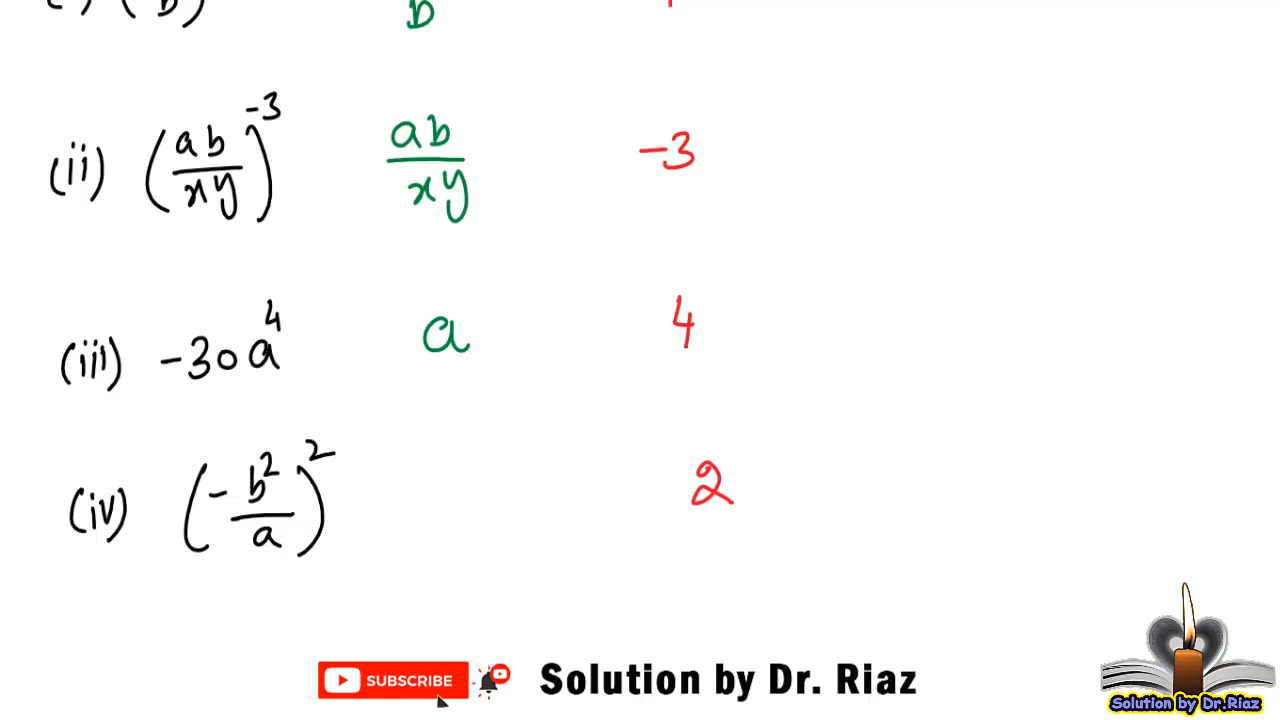 b
(ii) (ab/xy)^-3 ab/xy -3
(iii) -30a^4 a 4
(iv) (-b^2/a)^2 2
SUBSCRIBE Solution by Dr. Riaz
Solution by Dr.Riaz